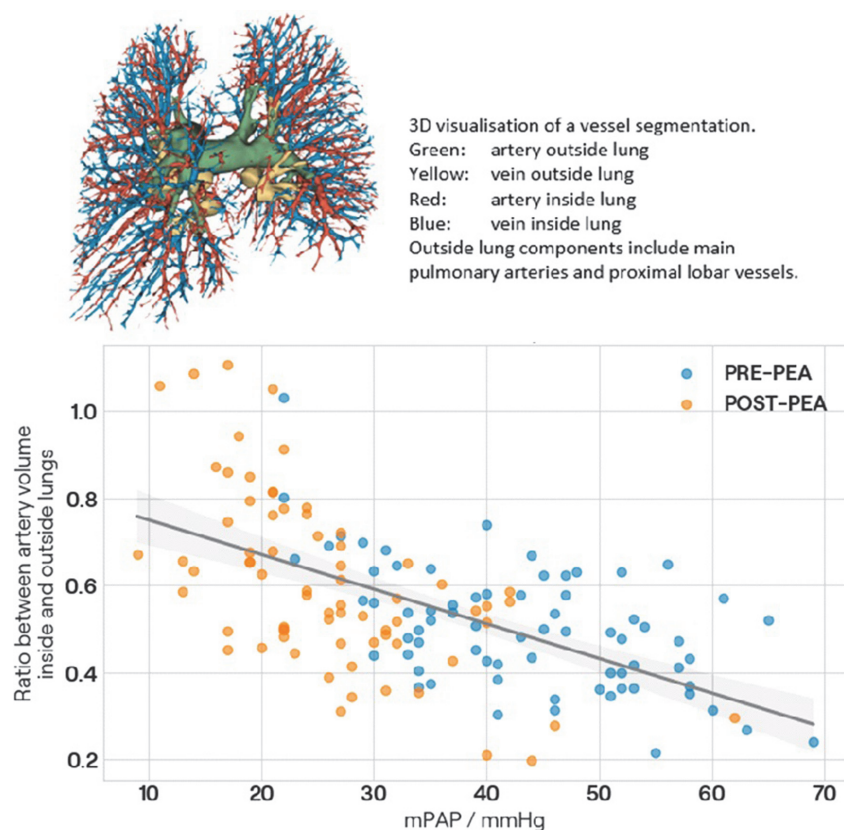 3D visualisation of a vessel segmentation.
Green: artery outside lung
Yellow: vein outside lung
Red: artery inside lung
Blue: vein inside lung
Outside lung components include main
pulmonary arteries and proximal lobar vessels.
PRE-PEA
POST-PEA
Ratio between artery volume
inside and outside lungs
1.0
0.8
0.6
0.4
0.2
10 20 30 40 50 60 70
mPAP / mmHg